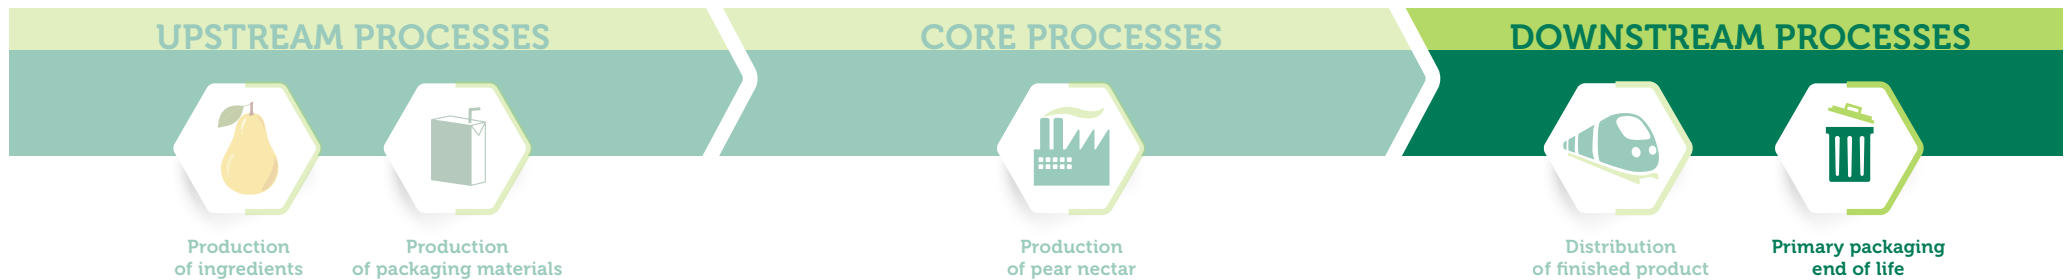 UPSTREAM PROCESSES
CORE PROCESSES
DOWNSTREAM PROCESSES
Production
of ingredients
Production
of packaging materials
Production
of pear nectar
Distribution
of finished product
Primary packaging
end of life